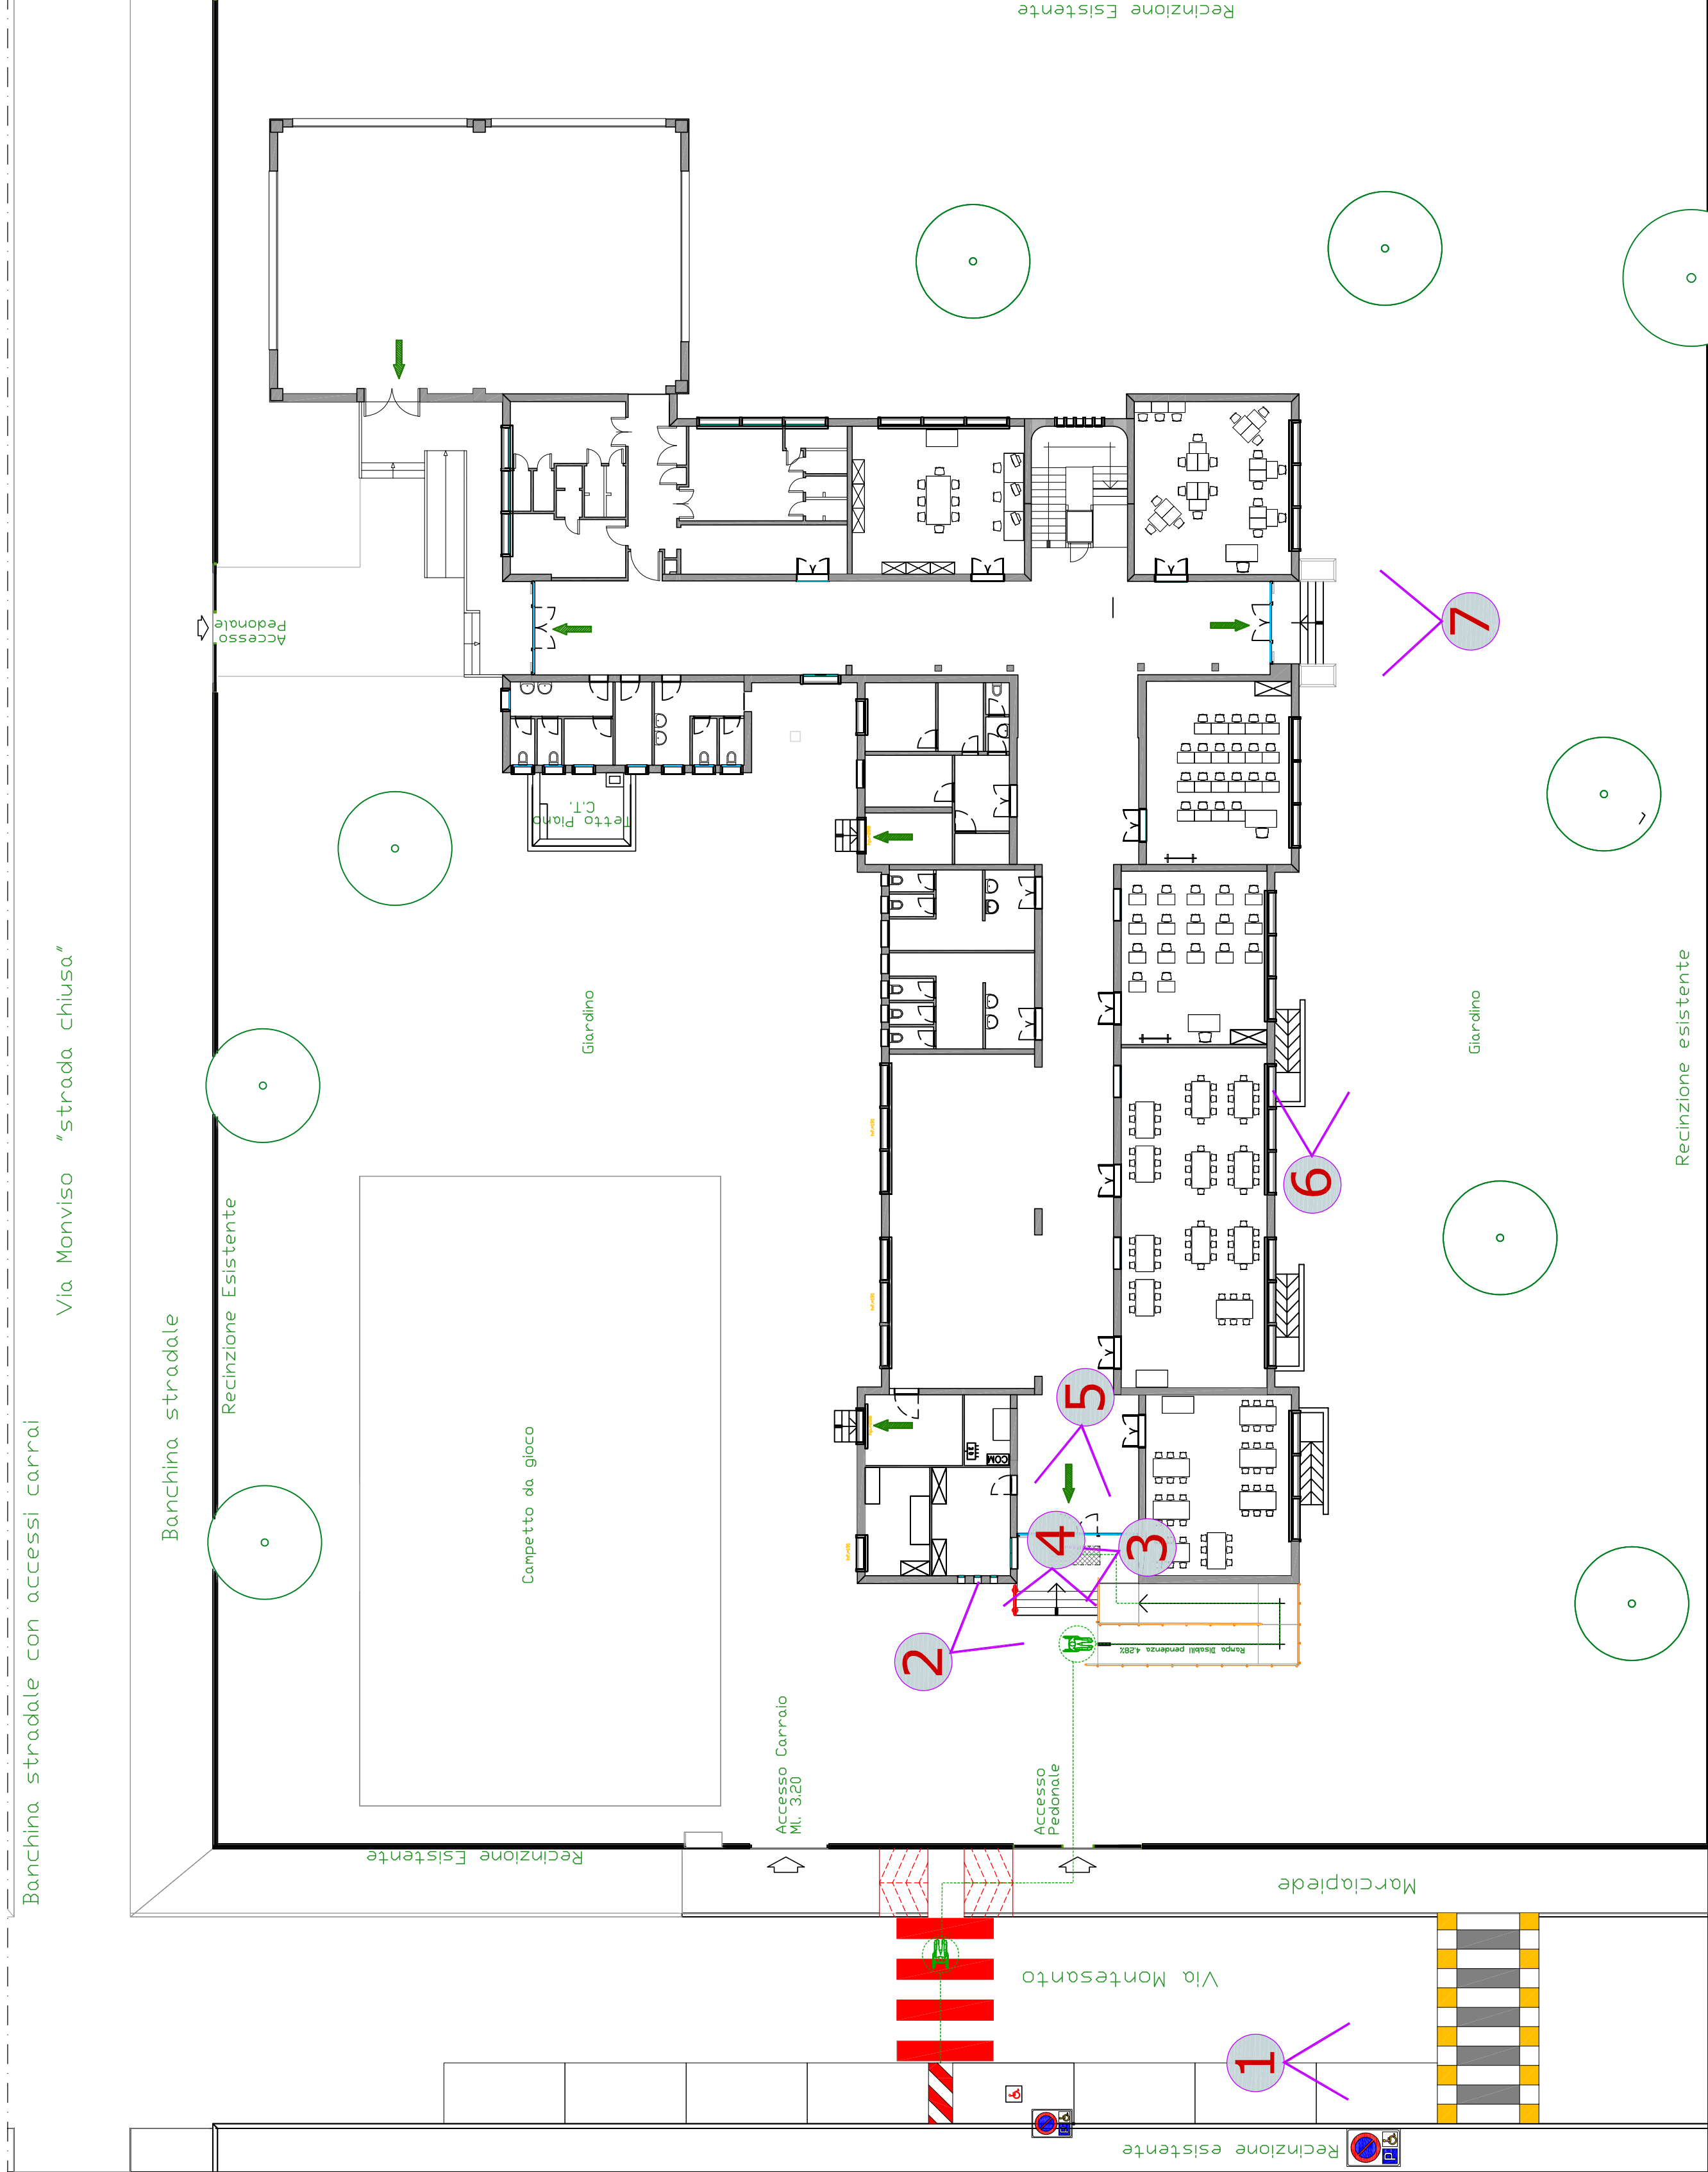 Recinzione Esistente
Accesso
Pedonale
7
Tettto Piano
C.T.
Via Monviso "strada chiusa"
Giardino
Giardino
Recinzione esistente
6
Recinzione Esistente
Banchina stradale
Banchina stradale con accessi carrai
Campetto da gioco
5
COM
4
3
2
Rampa Disabili pendenza 4.28%
Accesso Carraio
Ml. 3.20
Accesso
Pedonale
Recinzione Esistente
Marciapiede
Via Montesanto
1
Recinzione esistente
P